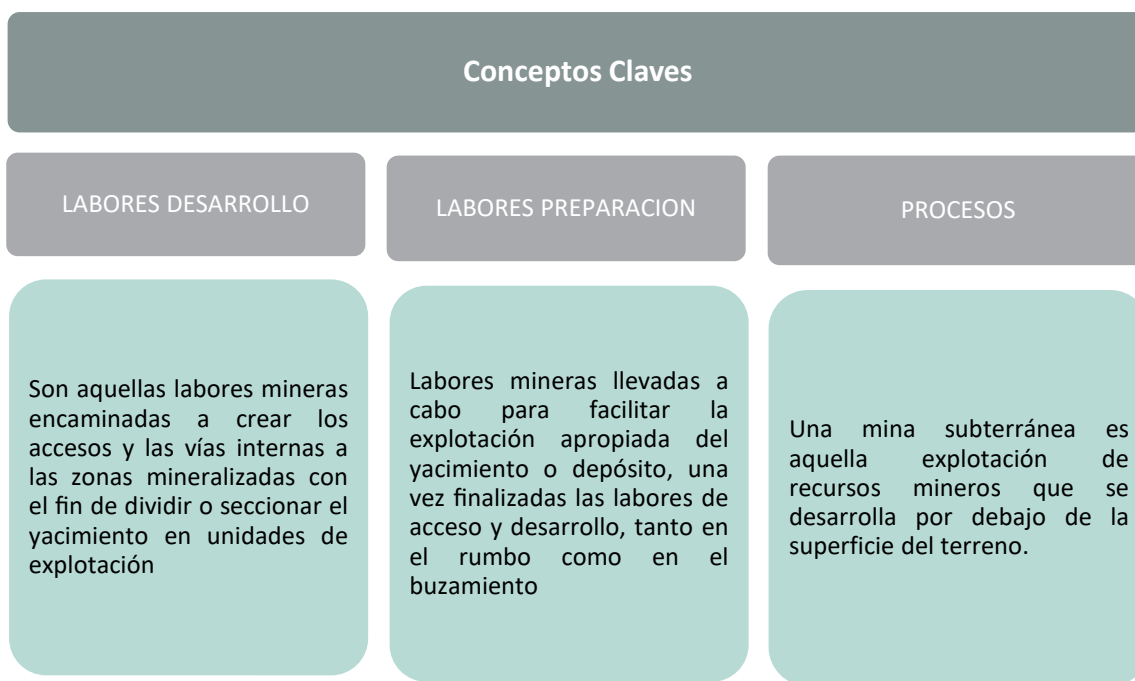 Conceptos Claves
LABORES DESARROLLO
Son aquellas labores mineras
encaminadas a crear los
accesos y las vías internas a
las zonas mineralizadas con
el fin de dividir o seccionar el
yacimiento en unidades de
explotación
LABORES PREPARACION
Labores mineras llevadas a
cabo para facilitar la
explotación apropiada del
yacimiento o depósito, una
vez finalizadas las labores de
acceso y desarrollo, tanto en
el rumbo como en el
buzamiento
PROCESOS
Una mina subterránea es
aquella explotación de
recursos mineros que se
desarrolla por debajo de la
superficie del terreno.